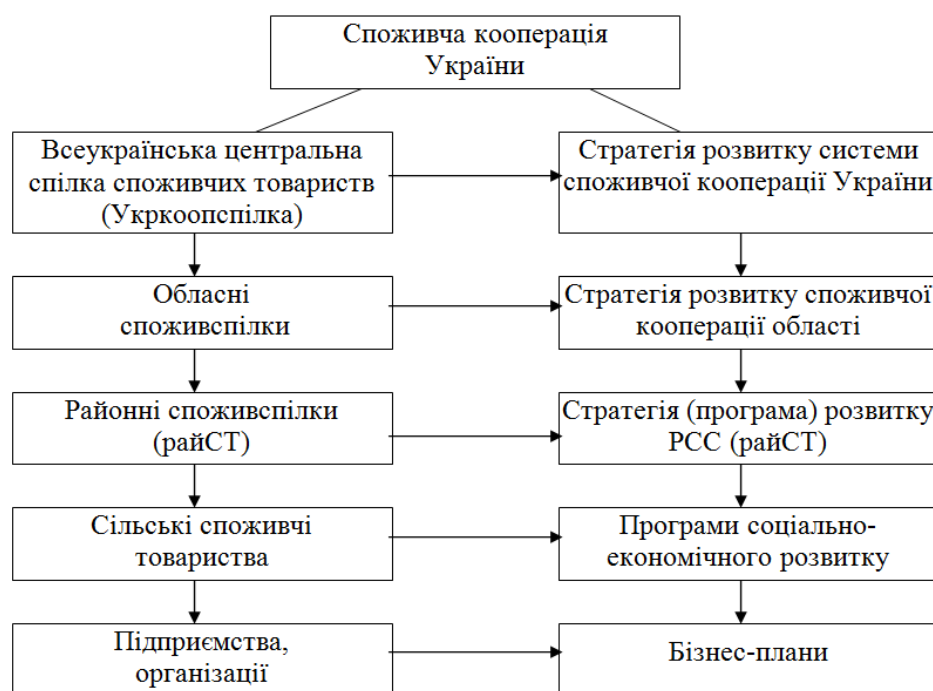 Споживча кооперація
України
Всеукраїнська центральна
спілка споживчих товариств
(Укркоопспілка)
Стратегія розвитку системи
споживчої кооперації України
Обласні
споживспілки
Стратегія розвитку споживчої
кооперації області
Районні споживспілки
(райСТ)
Стратегія (програма) розвитку
РСС (райСТ)
Сільські споживчі
товариства
Програми соціально-
економічного розвитку
Підприємства,
організації
Бізнес-плани